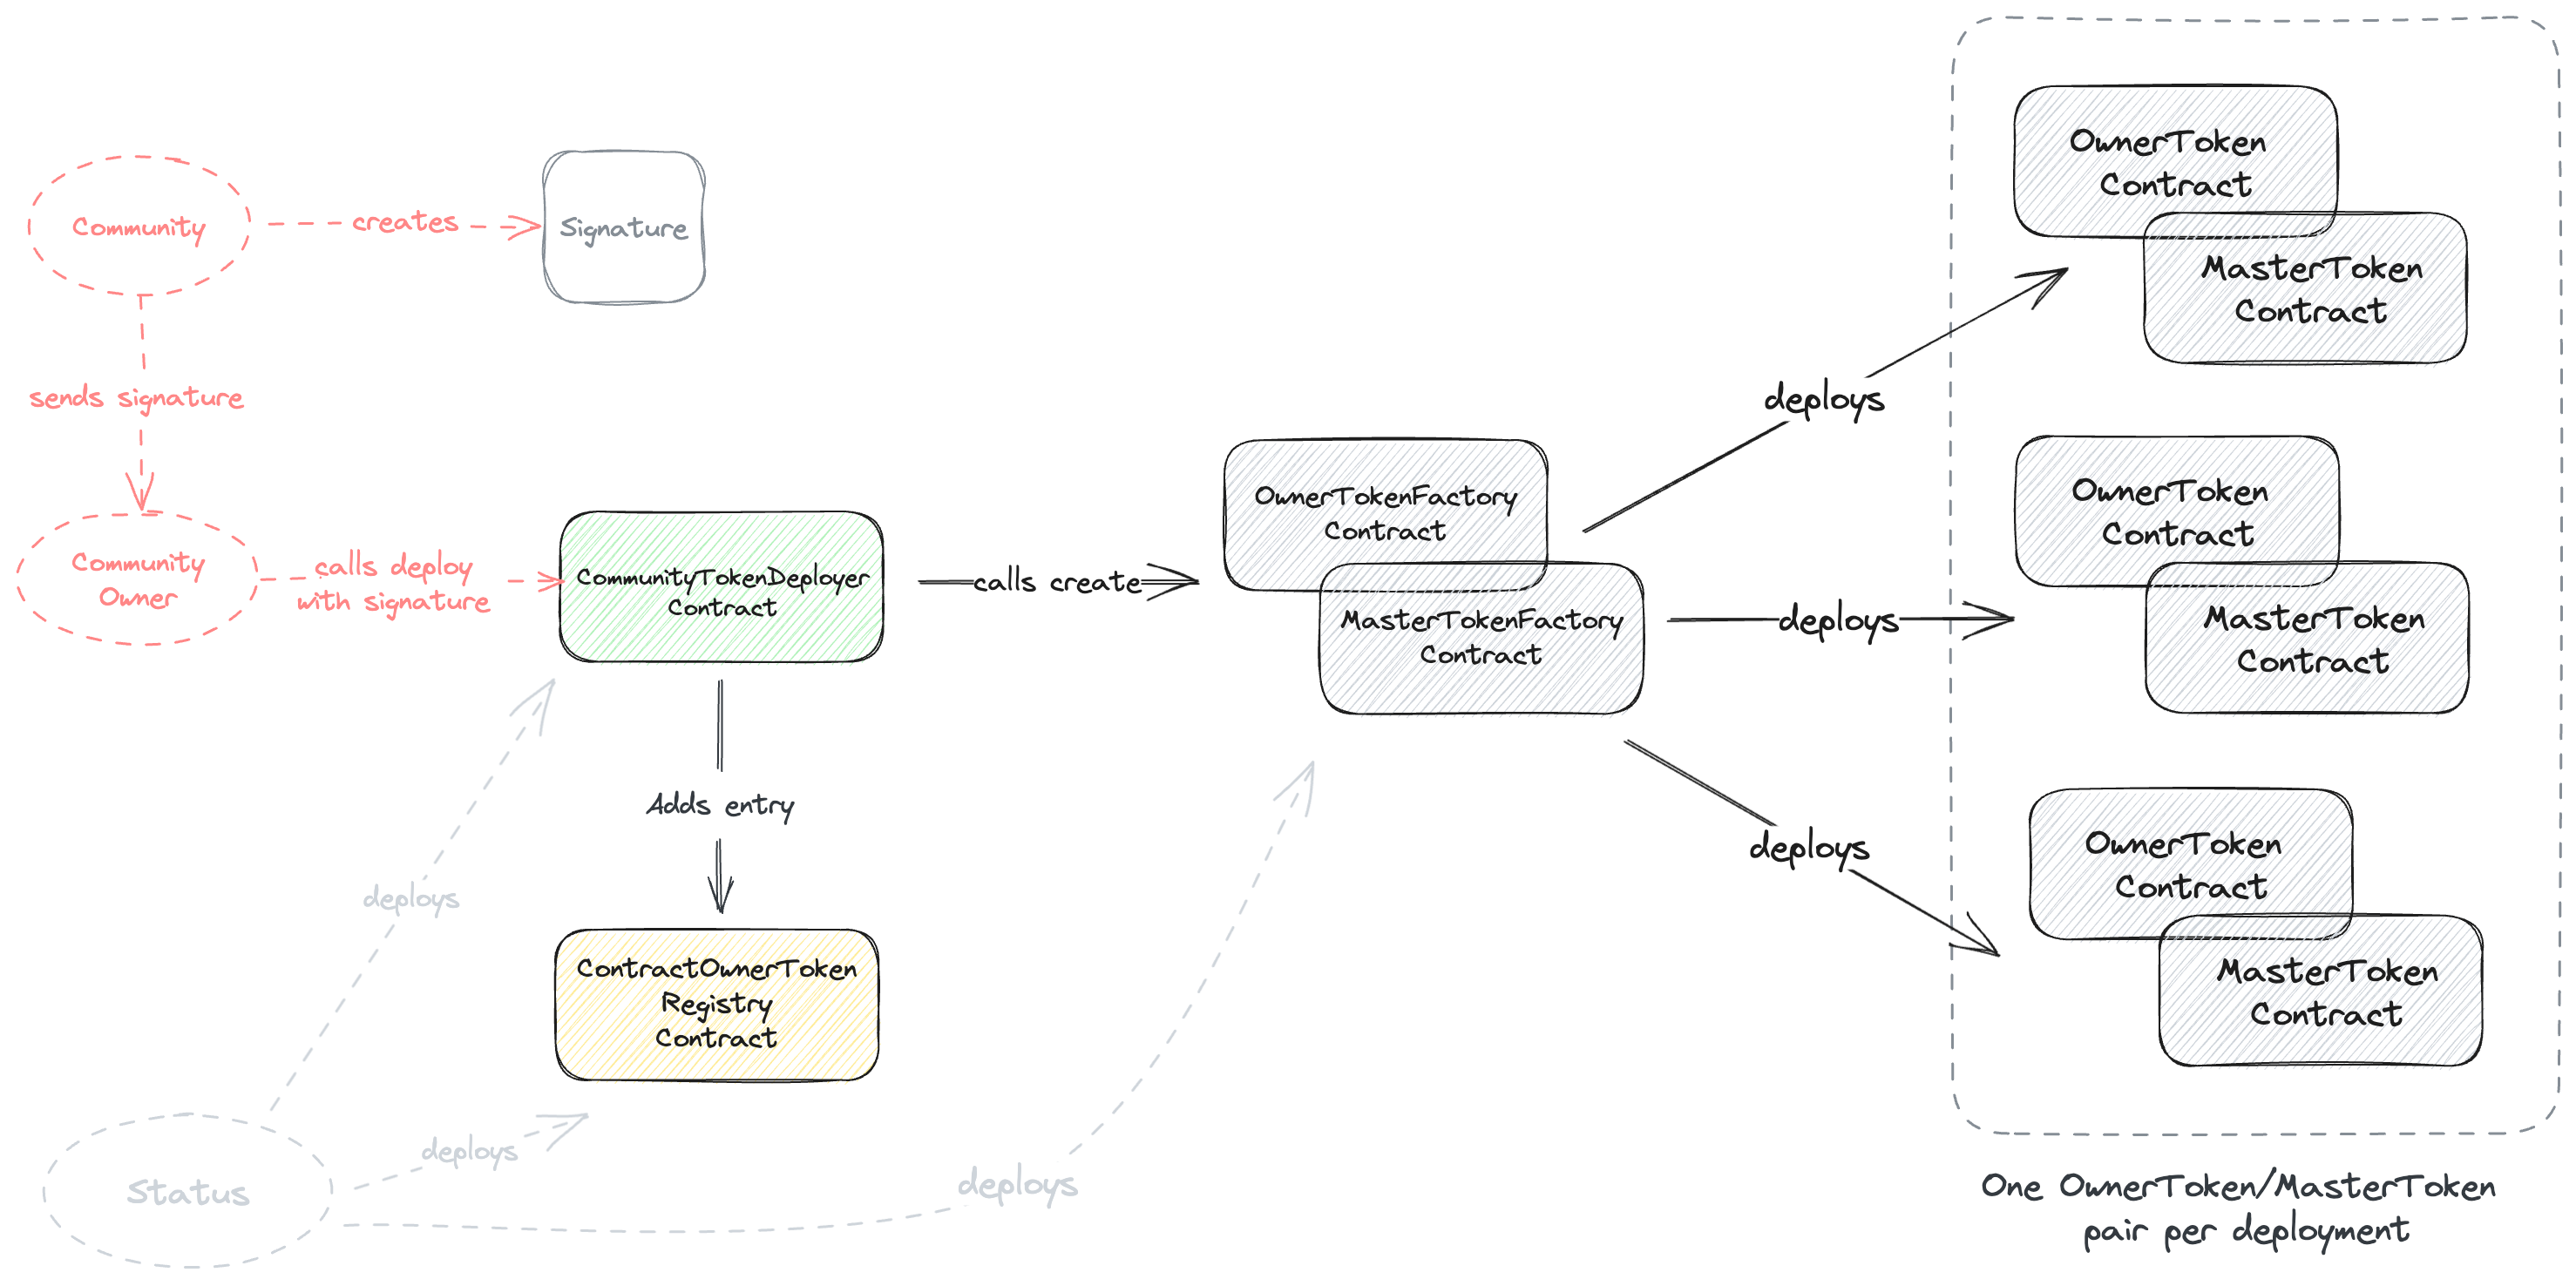 OwnerToken
Contract
MasterToken
Contract
Community
creates
Signature
sends signature
deploys
OwnerTokenFactory
Contract
MasterTokenFactory
Contract
Community
Owner
calls deploy
with signature
CommunityTokenDeployer
Contract
calls create
deploys
OwnerToken
Contract
MasterToken
Contract
Adds entry
deploys
deploys
OwnerToken
Contract
MasterToken
Contract
ContractOwnerToken
Registry
Contract
deploys
Status
deploys
One OwnerToken/MasterToken
pair per deployment